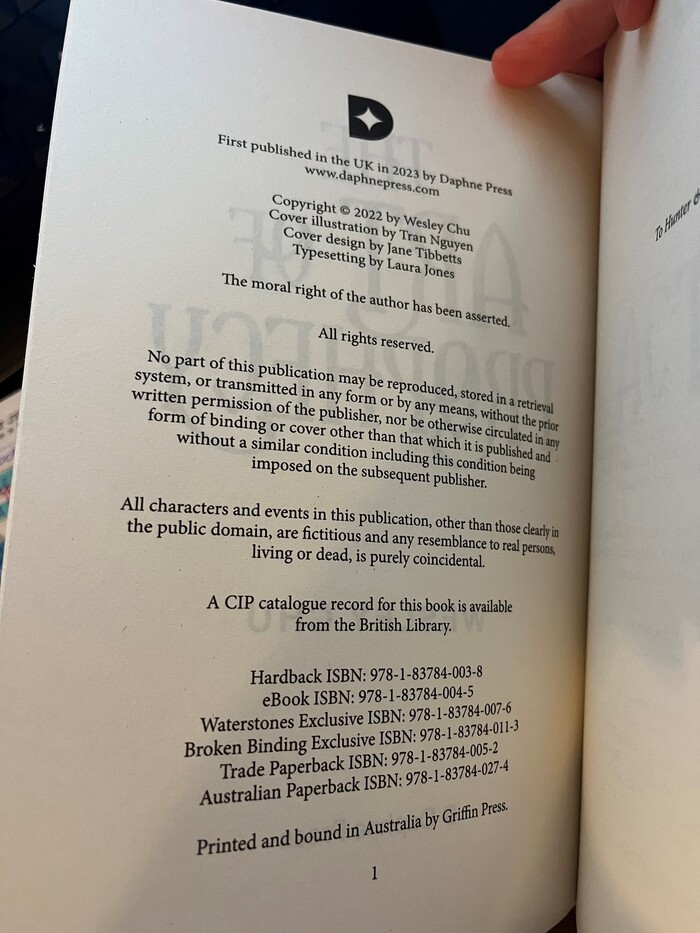 D
First published in the UK in 2023 by Daphne Press
www.daphnepress.com
Copyright © 2022 by Wesley Chu
Cover illustration by Tran Nguyen
Cover design by Jane Tibbetts
Typesetting by Laura Jones
The moral right of the author has been asserted.
All rights reserved.
No part of this publication may be reproduced, stored in a retrieval
system, or transmitted in any form or by any means, without the prior
written permission of the publisher, nor be otherwise circulated in any
form of binding or cover other than that which it is published and
without a similar condition including this condition being
imposed on the subsequent publisher.
All characters and events in this publication, other than those clearly in
the public domain, are fictitious and any resemblance to real persons,
living or dead, is purely coincidental.
A CIP catalogue record for this book is available
from the British Library.
Hardback ISBN: 978-1-83784-003-8
eBook ISBN: 978-1-83784-004-5
Waterstones Exclusive ISBN: 978-1-83784-007-6
Broken Binding Exclusive ISBN: 978-1-83784-011-3
Trade Paperback ISBN: 978-1-83784-005-2
Australian Paperback ISBN: 978-1-83784-027-4
Printed and bound in Australia by Griffin Press.
1
To Hunter &